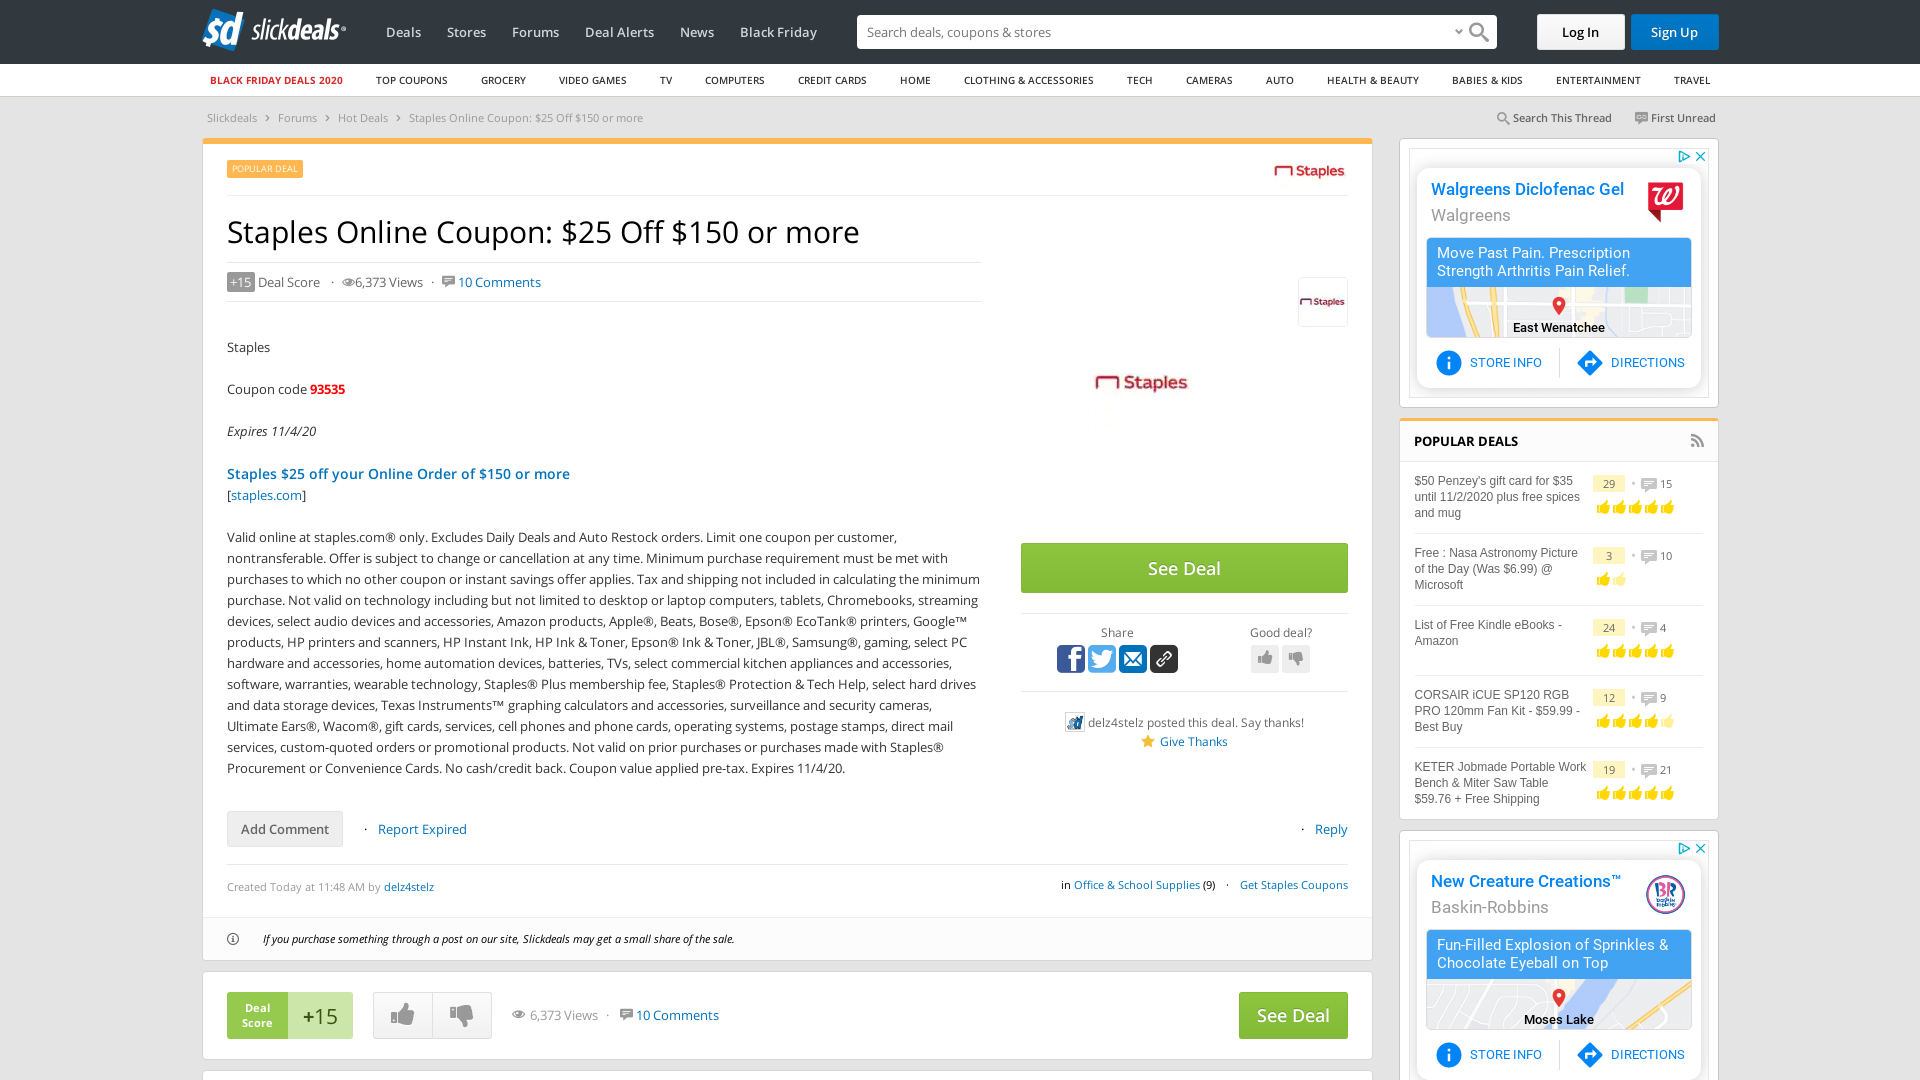 slickdeals
Deals
Stores
Forums
Deal Alerts
News
Black Friday
Search deals, coupons & stores
Log In
Sign Up
BLACK FRIDAY DEALS 2020
TOP COUPONS
GROCERY
VIDEO GAMES
TV
COMPUTERS
CREDIT CARDS
HOME
CLOTHING & ACCESSORIES
TECH
CAMERAS
AUTO
HEALTH & BEAUTY
BABIES & KIDS
ENTERTAINMENT
TRAVEL
Slickdeals › Forums › Hot Deals › Staples Online Coupon: $25 Off $150 or more
Search This Thread
First Unread
POPULAR DEAL
Staples
Staples Online Coupon: $25 Off $150 or more
+15 Deal Score · 6,373 Views · 10 Comments
Staples
Staples
Staples
Coupon code 93535
Expires 11/4/20
Staples $25 off your Online Order of $150 or more
[staples.com]
Valid online at staples.com® only. Excludes Daily Deals and Auto Restock orders. Limit one coupon per customer,
nontransferable. Offer is subject to change or cancellation at any time. Minimum purchase requirement must be met with
purchases to which no other coupon or instant savings offer applies. Tax and shipping not included in calculating the minimum
purchase. Not valid on technology including but not limited to desktop or laptop computers, tablets, Chromebooks, streaming
devices, select audio devices and accessories, Amazon products, Apple®, Beats, Bose®, Epson® EcoTank® printers, Google™
products, HP printers and scanners, HP Instant Ink, HP Ink & Toner, Epson® Ink & Toner, JBL®, Samsung®, gaming, select PC
hardware and accessories, home automation devices, batteries, TVs, select commercial kitchen appliances and accessories,
software, warranties, wearable technology, Staples® Plus membership fee, Staples® Protection & Tech Help, select hard drives
and data storage devices, Texas Instruments™ graphing calculators and accessories, surveillance and security cameras,
Ultimate Ears®, Wacom®, gift cards, services, cell phones and phone cards, operating systems, postage stamps, direct mail
services, custom-quoted orders or promotional products. Not valid on prior purchases or purchases made with Staples®
Procurement or Convenience Cards. No cash/credit back. Coupon value applied pre-tax. Expires 11/4/20.
See Deal
Share
Good deal?
delz4stelz posted this deal. Say thanks!
Give Thanks
Add Comment · Report Expired
· Reply
Created Today at 11:48 AM by delz4stelz
in Office & School Supplies (9) · Get Staples Coupons
If you purchase something through a post on our site, Slickdeals may get a small share of the sale.
Deal
Score
+15
6,373 Views · 10 Comments
See Deal
Walgreens Diclofenac Gel
Walgreens
Move Past Pain. Prescription
Strength Arthritis Pain Relief.
East Wenatchee
STORE INFO
DIRECTIONS
POPULAR DEALS
$50 Penzey's gift card for $35
until 11/2/2020 plus free spices
and mug
29 • 15
Free : Nasa Astronomy Picture
of the Day (Was $6.99) @
Microsoft
3 • 10
List of Free Kindle eBooks -
Amazon
24 • 4
CORSAIR iCUE SP120 RGB
PRO 120mm Fan Kit - $59.99 -
Best Buy
12 • 9
KETER Jobmade Portable Work
Bench & Miter Saw Table
$59.76 + Free Shipping
19 • 21
New Creature Creations™
Baskin-Robbins
BR
Fun-Filled Explosion of Sprinkles &
Chocolate Eyeball on Top
Moses Lake
STORE INFO
DIRECTIONS